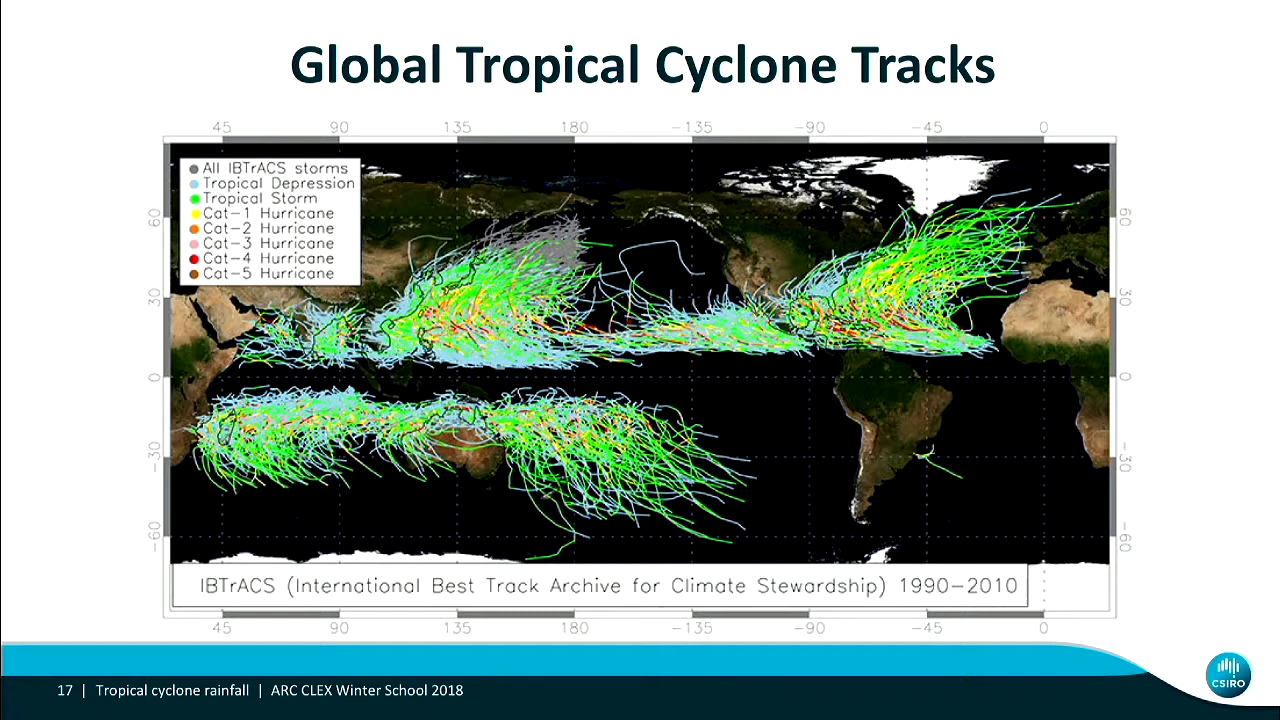 Global Tropical Cyclone Tracks
45 90 135 180 −135 −90 −45 0
All IBTrACS storms
Tropical Depression
Tropical Storm
Cat−1 Hurricane
Cat−2 Hurricane
Cat−3 Hurricane
Cat−4 Hurricane
Cat−5 Hurricane
60 60
30 30
0 0
−30 −30
−60 −60
IBTrACS (International Best Track Archive for Climate Stewardship) 1990−2010
45 90 135 180 −135 −90 −45 0
17 | Tropical cyclone rainfall | ARC CLEX Winter School 2018
CSIRO